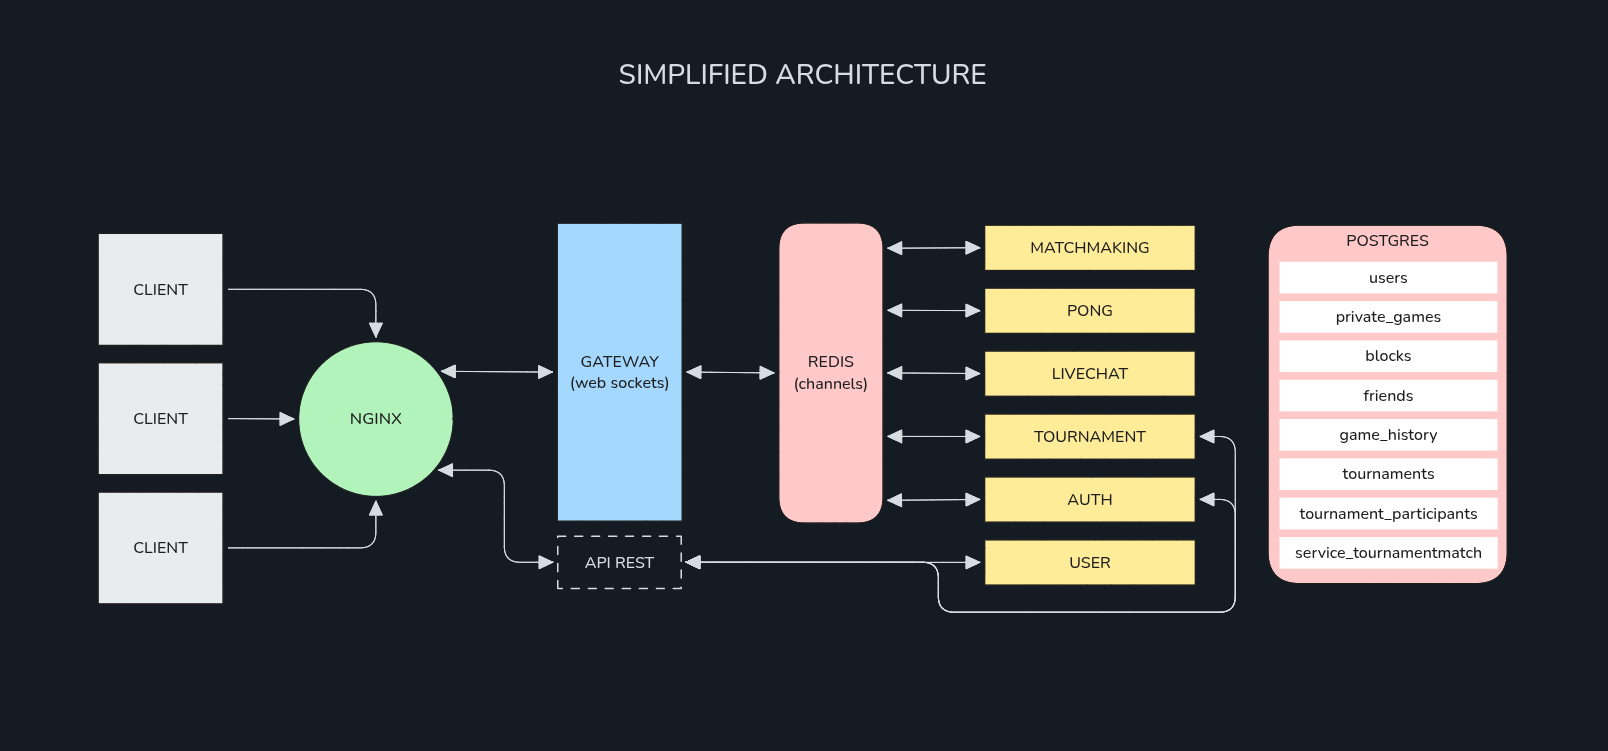 SIMPLIFIED ARCHITECTURE
CLIENT
CLIENT
CLIENT
NGINX
GATEWAY
(web sockets)
API REST
REDIS
(channels)
MATCHMAKING
PONG
LIVECHAT
TOURNAMENT
AUTH
USER
POSTGRES
users
private_games
blocks
friends
game_history
tournaments
tournament_participants
service_tournamentmatch